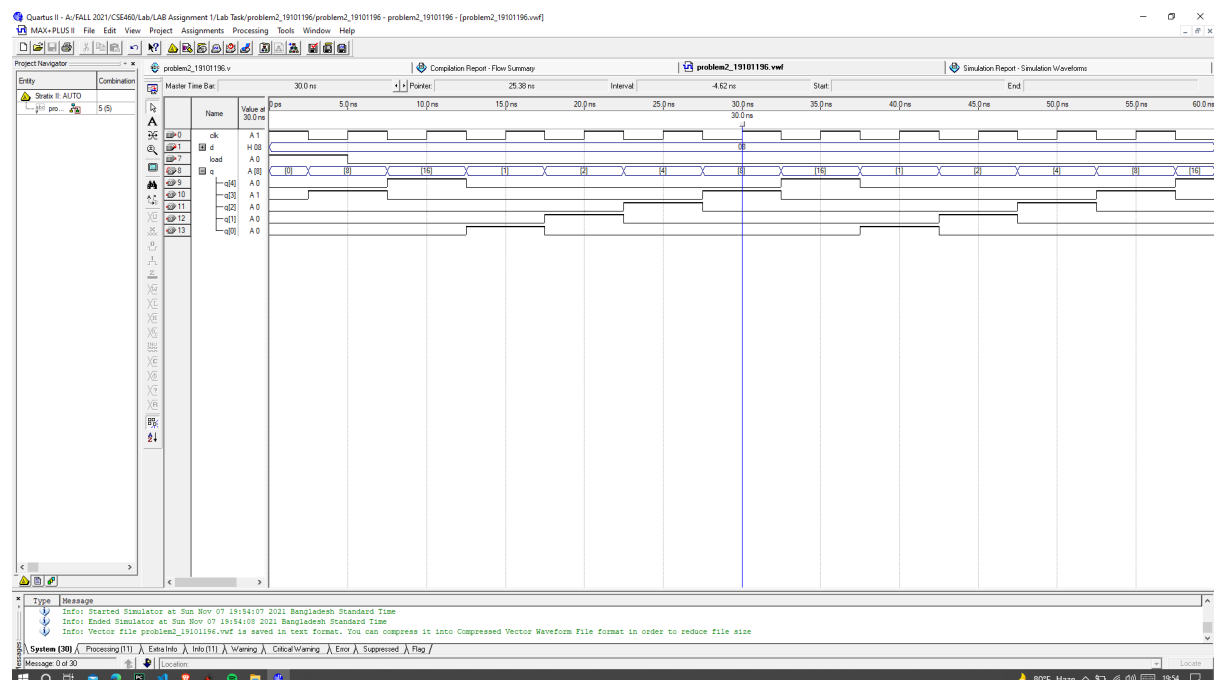 Quartus II - A:/FALL 2021/CSE460/Lab/LAB Assignment 1/Lab Task/problem2_19101196/problem2_19101196 - problem2_19101196 - [problem2_19101196.vwf]
MAX+PLUS II File Edit View Project Assignments Processing Tools Window Help
Project Navigator
Entity Combination
Stratix II: AUTO
pro... 5 (5)
problem2_19101196.v Compilation Report - Flow Summary problem2_19101196.vwf Simulation Report - Simulation Waveforms
Master Time Bar: 30.0 ns Pointer: 25.38 ns Interval: -4.62 ns Start: End:
Name Value at 30.0 ns
0 ps 5.0 ns 10.0 ns 15.0 ns 20.0 ns 25.0 ns 30.0 ns 35.0 ns 40.0 ns 45.0 ns 50.0 ns 55.0 ns 60.0 ns
30.0 ns
0 clk A 1
1 d H 08 08
7 load A 0
8 q A [8] [0] [8] [16] [1] [2] [4] [8] [16] [1] [2] [4] [8] [16]
9 q[4] A 0
10 q[3] A 1
11 q[2] A 0
12 q[1] A 0
13 q[0] A 0
Type Message
Info: Started Simulator at Sun Nov 07 19:54:07 2021 Bangladesh Standard Time
Info: Ended Simulator at Sun Nov 07 19:54:08 2021 Bangladesh Standard Time
Info: Vector file problem2_19101196.vwf is saved in text format. You can compress it into Compressed Vector Waveform File format in order to reduce file size
System (30) Processing (11) Extra Info Info (11) Warning Critical Warning Error Suppressed Flag
Message: 0 of 30 Location: Locate
80°F Haze 19:54